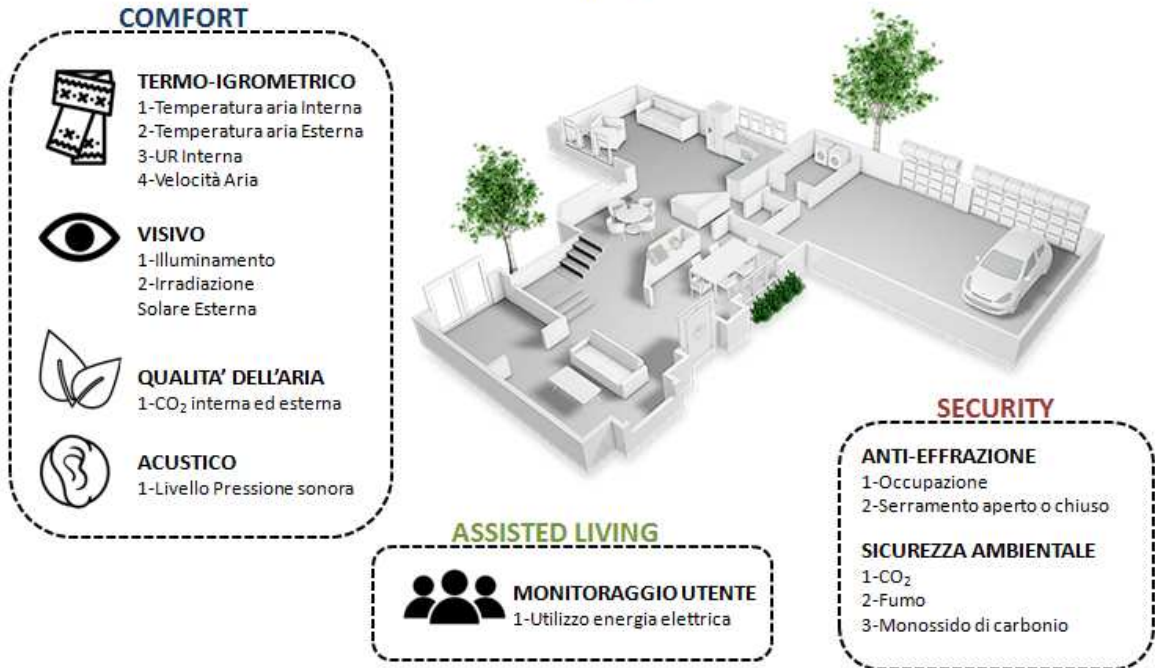 COMFORT
TERMO-IGROMETRICO
1-Temperatura aria Interna
2-Temperatura aria Esterna
3-UR Interna
4-Velocità Aria
VISIVO
1-Illuminamento
2-Irradiazione
Solare Esterna
QUALITA’ DELL’ARIA
1-CO₂ interna ed esterna
ACUSTICO
1-Livello Pressione sonora
ASSISTED LIVING
MONITORAGGIO UTENTE
1-Utilizzo energia elettrica
SECURITY
ANTI-EFFRAZIONE
1-Occupazione
2-Serramento aperto o chiuso
SICUREZZA AMBIENTALE
1-CO₂
2-Fumo
3-Monossido di carbonio